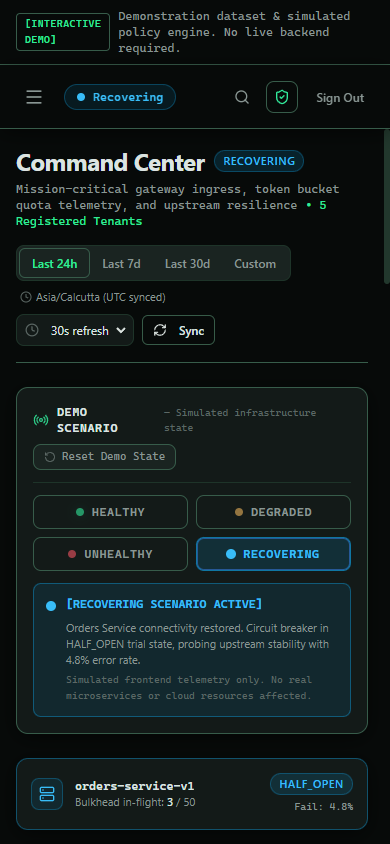 [INTERACTIVE
DEMO]
Demonstration dataset & simulated
policy engine. No live backend
required.
Recovering
Sign Out
Command Center
RECOVERING
Mission-critical gateway ingress, token bucket
quota telemetry, and upstream resilience • 5
Registered Tenants
Last 24h
Last 7d
Last 30d
Custom
Asia/Calcutta (UTC synced)
30s refresh
Sync
DEMO
SCENARIO
— Simulated infrastructure
state
Reset Demo State
HEALTHY
DEGRADED
UNHEALTHY
RECOVERING
[RECOVERING SCENARIO ACTIVE]
Orders Service connectivity restored. Circuit breaker in
HALF_OPEN trial state, probing upstream stability with
4.8% error rate.
Simulated frontend telemetry only. No real
microservices or cloud resources affected.
orders-service-v1
Bulkhead in-flight: 3 / 50
HALF_OPEN
Fail: 4.8%